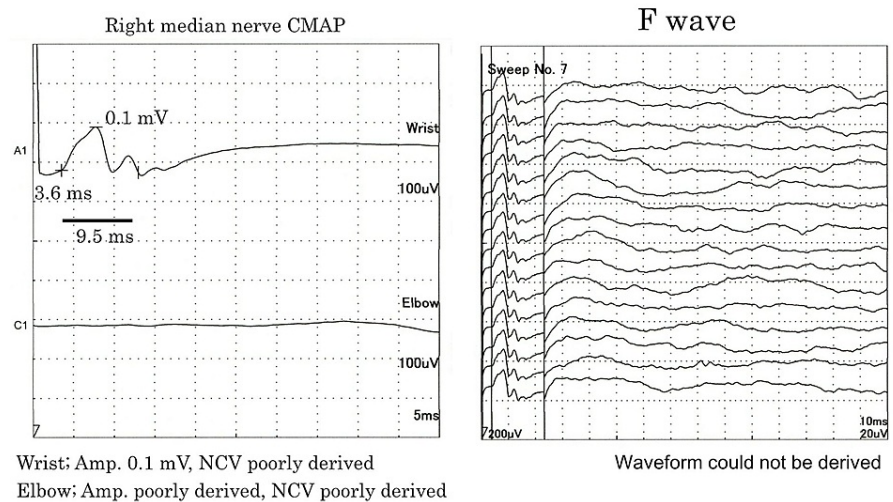 Right median nerve CMAP
0.1 mV
Wrist
A1
100uV
3.6 ms
9.5 ms
Elbow
C1
100uV
5ms
7
Wrist; Amp. 0.1 mV, NCV poorly derived
Elbow; Amp. poorly derived, NCV poorly derived
F wave
Sweep No. 7
10ms
7 200μV
20uV
Waveform could not be derived